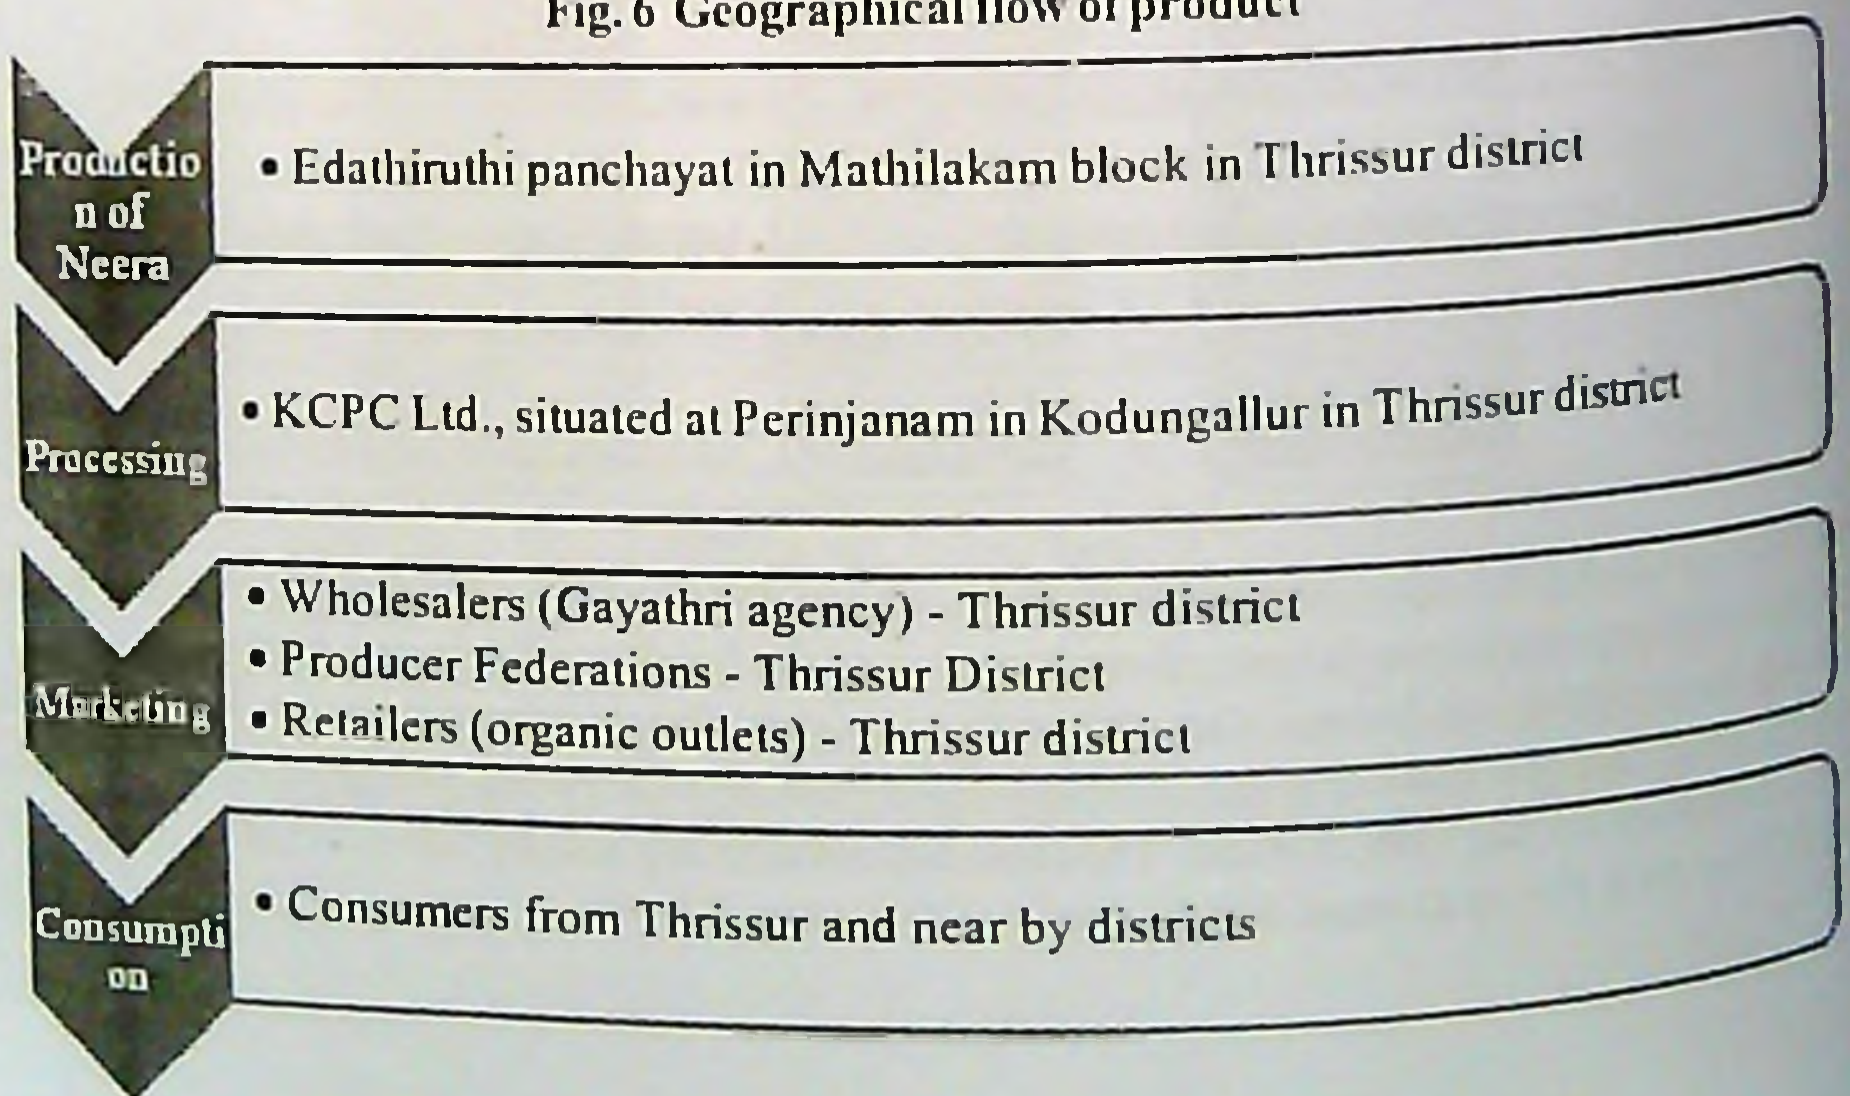 Fig. 6 Geographical flow of product
Productio
n of
Neera
• Edathiruthi panchayat in Mathilakam block in Thrissur district
Processing
• KCPC Ltd., situated at Perinjanam in Kodungallur in Thrissur district
Marketing
• Wholesalers (Gayathri agency) - Thrissur district
• Producer Federations - Thrissur District
• Retailers (organic outlets) - Thrissur district
Consumpti
on
• Consumers from Thrissur and near by districts